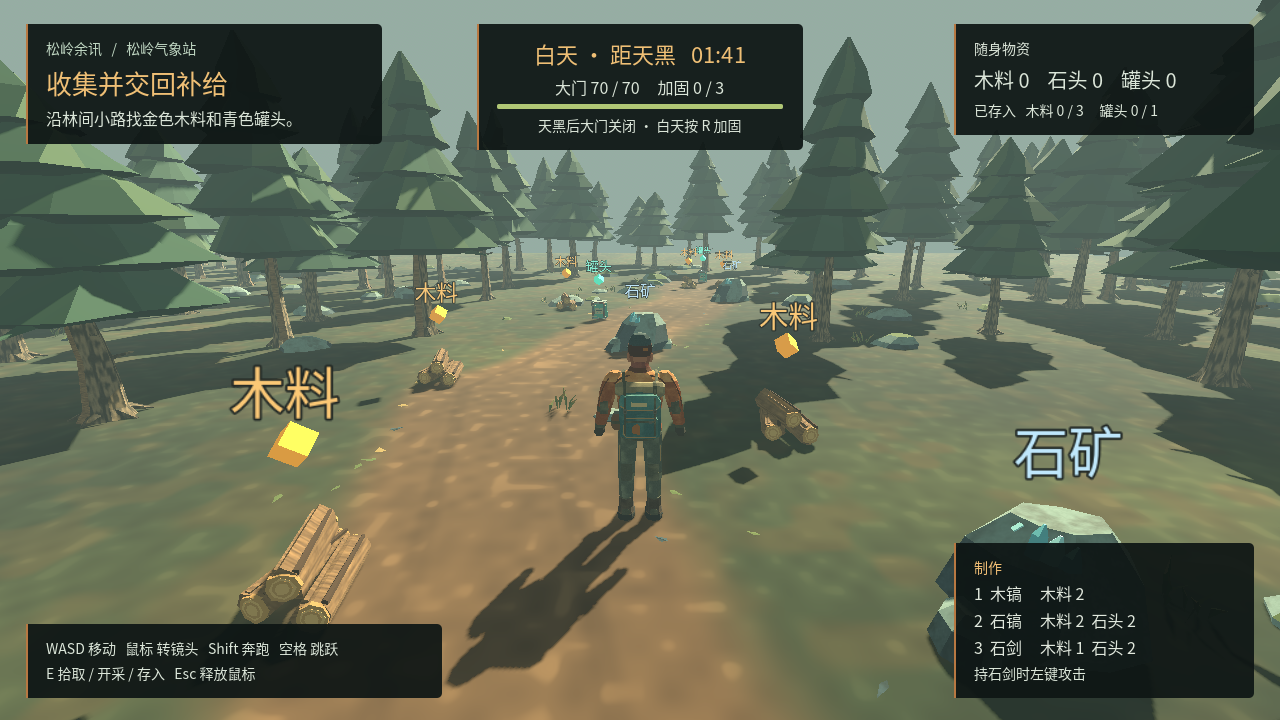 松岭余讯 / 松岭气象站
收集并交回补给
沿林间小路找金色木料和青色罐头。
白天 · 距天黑 01:41
大门 70 / 70 加固 0 / 3
天黑后大门关闭 · 白天按 R 加固
随身物资
木料 0 石头 0 罐头 0
已存入 木料 0 / 3 罐头 0 / 1
木料
罐头
石矿
木料
木料
木料
石矿
制作
1 木镐 木料 2
2 石镐 木料 2 石头 2
3 石剑 木料 1 石头 2
持石剑时左键攻击
WASD 移动 鼠标 转镜头 Shift 奔跑 空格 跳跃
E 拾取 / 开采 / 存入 Esc 释放鼠标